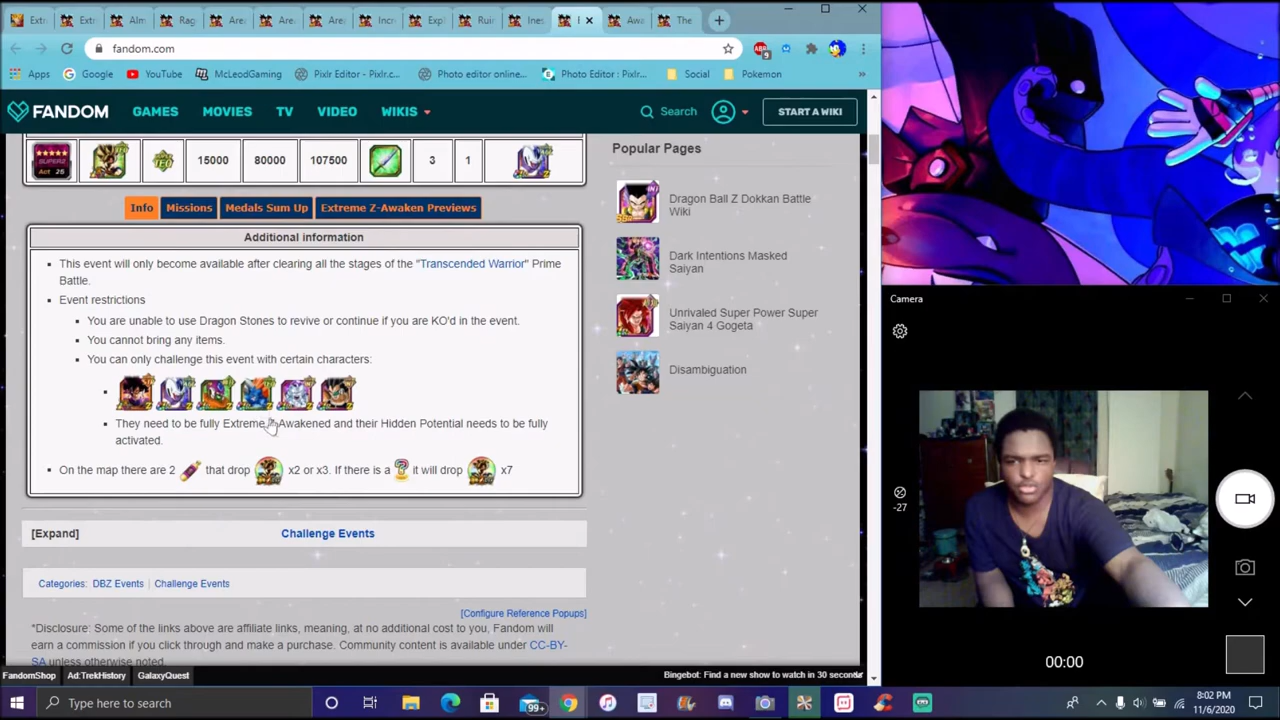 Extr
Extr
Alm
Rag
Area
Area
Area
Incr
Expl
Ruir
Ines
Awa
The
fandom.com
Apps
Google
YouTube
McLeodGaming
Pixlr Editor - Pixlr.c...
Photo editor online...
Photo Editor : Pixlr...
Social
Pokemon
»
FANDOM
GAMES
MOVIES
TV
VIDEO
WIKIS
Search
START A WIKI
SUPER2
Act 26
15000
80000
107500
3
1
Info
Missions
Medals Sum Up
Extreme Z-Awaken Previews
Additional information
This event will only become available after clearing all the stages of the "Transcended Warrior" Prime
Battle.
Event restrictions
You are unable to use Dragon Stones to revive or continue if you are KO'd in the event.
You cannot bring any items.
You can only challenge this event with certain characters:
They need to be fully Extreme Awakened and their Hidden Potential needs to be fully
activated.
On the map there are 2 that drop x2 or x3. If there is a it will drop x7
[Expand]
Challenge Events
Categories: DBZ Events Challenge Events
[Configure Reference Popups]
*Disclosure: Some of the links above are affiliate links, meaning, at no additional cost to you, Fandom will
earn a commission if you click through and make a purchase. Community content is available under CC-BY-
SA unless otherwise noted.
Popular Pages
Dragon Ball Z Dokkan Battle
Wiki
Dark Intentions Masked
Saiyan
Unrivaled Super Power Super
Saiyan 4 Gogeta
Disambiguation
FandomShop
Ad:TrekHistory
GalaxyQuest
Bingebot: Find a new show to watch in 30 seconds
Camera
-27
00:00
Type here to search
99+
8:02 PM
11/6/2020